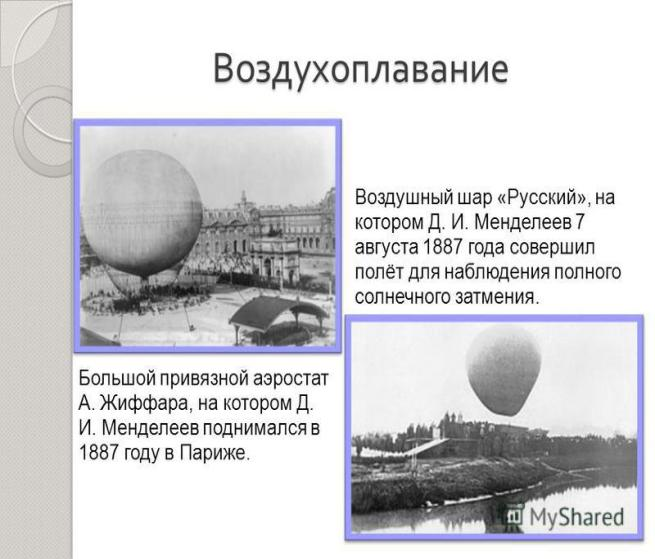 Воздухоплавание
Воздушный шар «Русский», на
котором Д. И. Менделеев 7
августа 1887 года совершил
полёт для наблюдения полного
солнечного затмения.
Большой привязной аэростат
А. Жиффара, на котором Д.
И. Менделеев поднимался в
1887 году в Париже.
MyShared